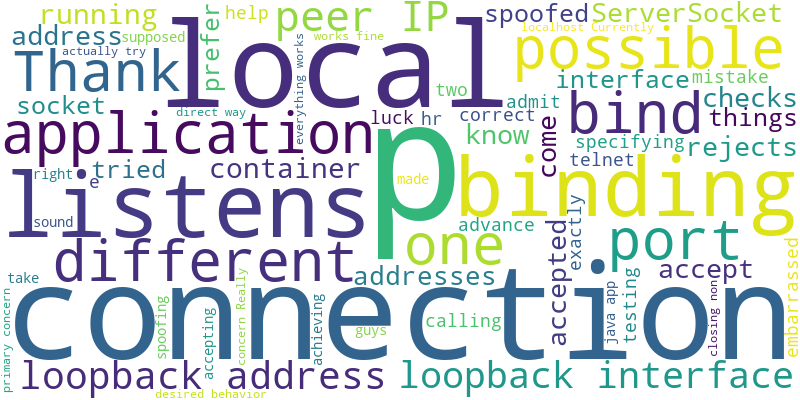 running help prefer peer IP spoofed ServerSocket
address supposed works fine localhost Currently possible
actually try everything works local
Thank two interface mistake
socket direct way luck hr correct admit bind checks
application know come specifying things
right tried container p telnet rejects
e made binding
listens one advance exactly
sound different accepted port embarrassed
take addresses accept
primary concern connection
spoofing accepting concern Really achieving guys calling java app testing closing non
loopback address loopback interface
desired behavior